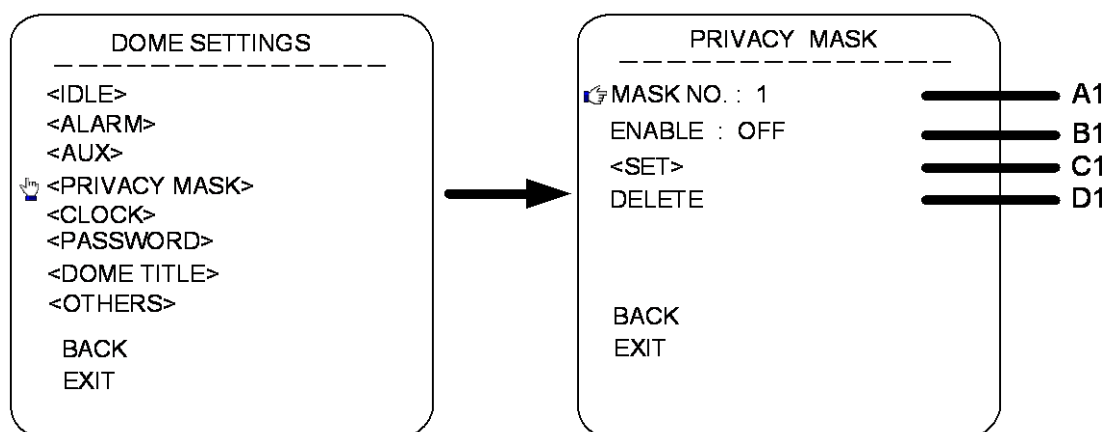 DOME SETTINGS
<IDLE>
<ALARM>
<AUX>
<PRIVACY MASK>
<CLOCK>
<PASSWORD>
<DOME TITLE>
<OTHERS>
BACK
EXIT
PRIVACY MASK
MASK NO. : 1 A1
ENABLE : OFF B1
<SET> C1
DELETE D1
BACK
EXIT